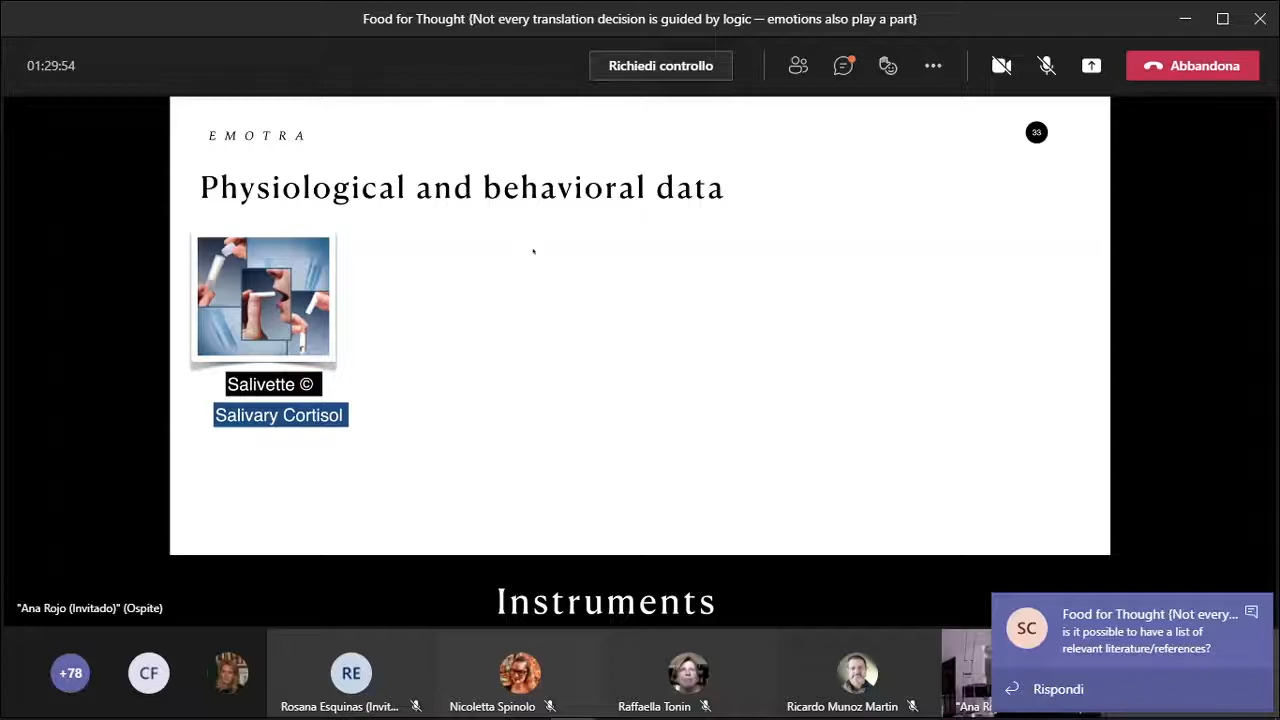 Food for Thought {Not every translation decision is guided by logic — emotions also play a part}
01:29:54
Richiedi controllo
Abbandona
EMOTRA
33
Physiological and behavioral data
Salivette ©
Salivary Cortisol
Instruments
"Ana Rojo (Invitado)" (Ospite)
+78
CF
RE
Rosana Esquinas (Invit...
Nicoletta Spinolo
Raffaella Tonin
Ricardo Munoz Martin
"Ana Ro
SC
Food for Thought {Not every...
is it possible to have a list of
relevant literature/references?
Rispondi